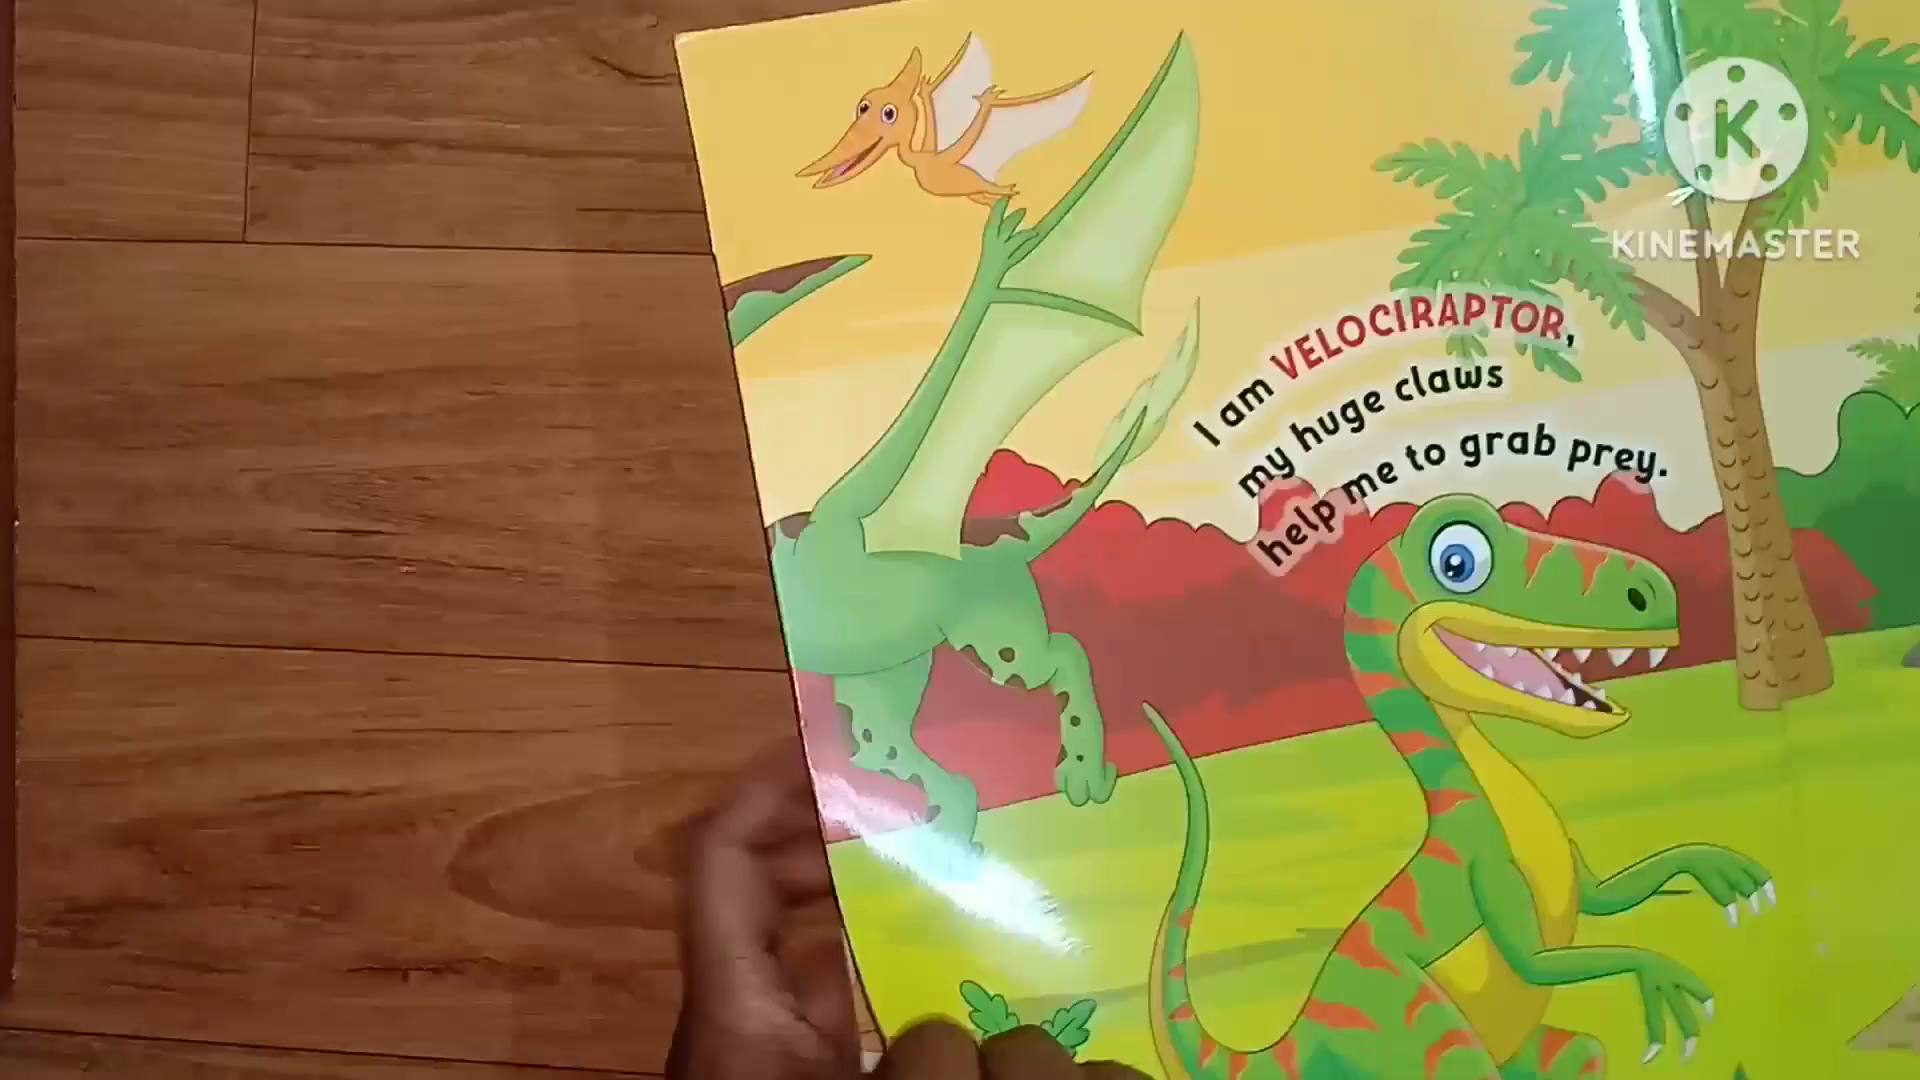 K
KINEMASTER
I am VELOCIRAPTOR,
my huge claws
help me to grab prey.